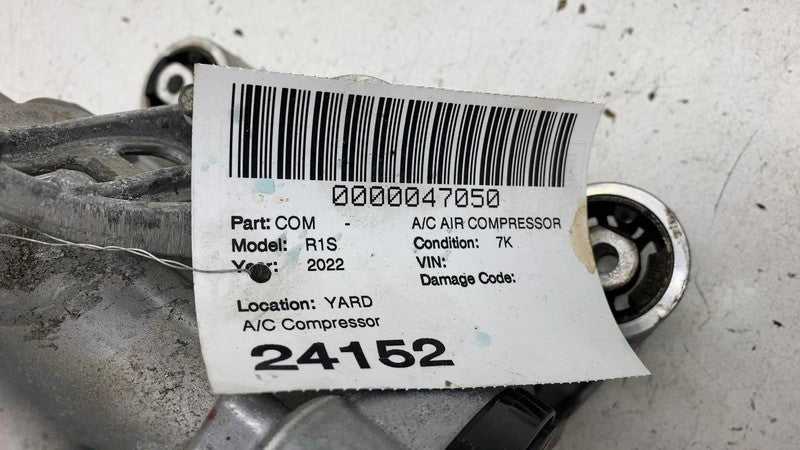 0000047050
Part: COM - A/C AIR COMPRESSOR
Model: R1S Condition: 7K
Year: 2022 VIN:
Damage Code:
Location: YARD
A/C Compressor
24152